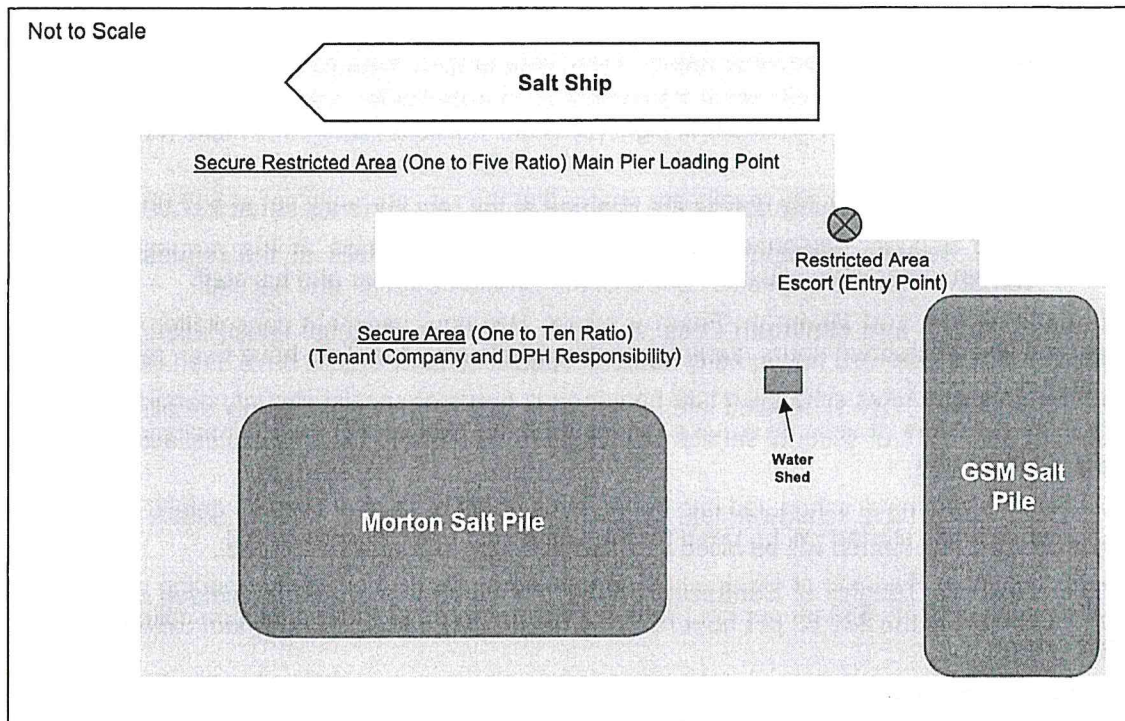 Not to Scale
Salt Ship
Secure Restricted Area (One to Five Ratio) Main Pier Loading Point
Restricted Area
Escort (Entry Point)
Secure Area (One to Ten Ratio)
(Tenant Company and DPH Responsibility)
Water
Shed
GSM Salt
Pile
Morton Salt Pile